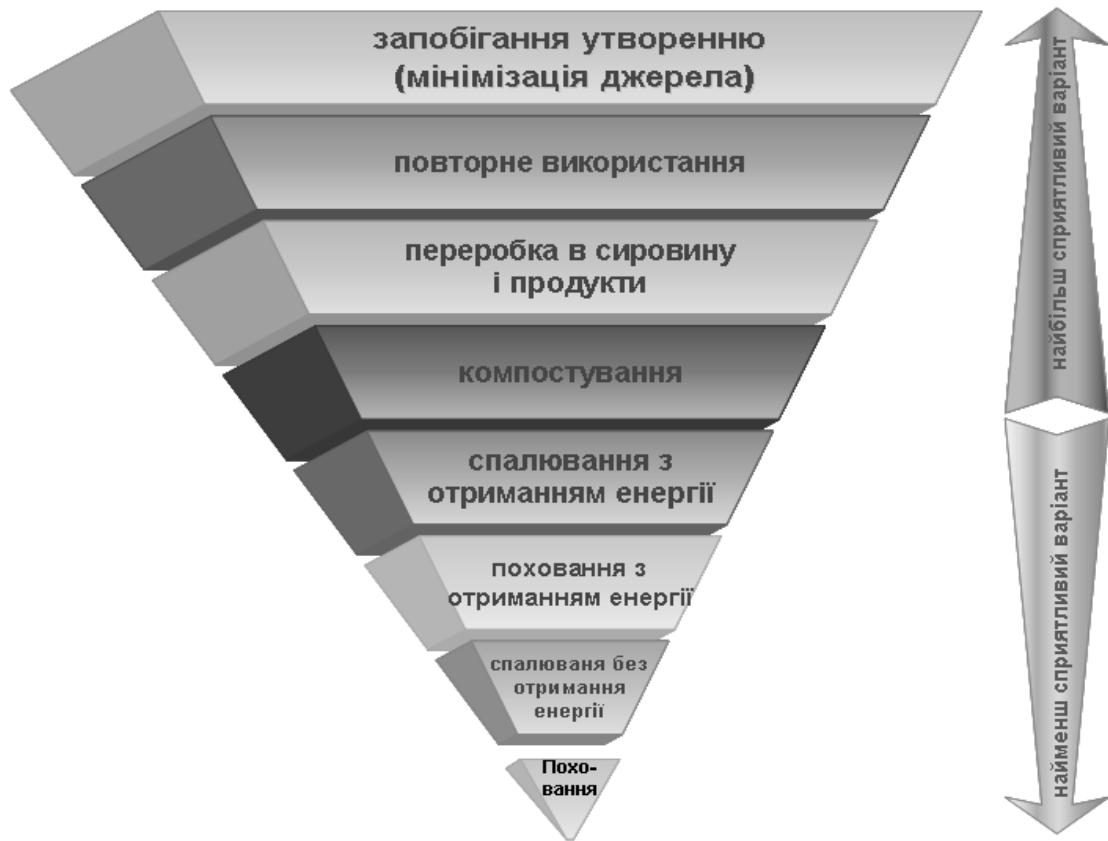 запобігання утворенню
(мінімізація джерела)
повторне використання
переробка в сировину
і продукти
компостування
спалювання з
отриманням енергії
поховання з
отриманням енергії
спалюваня без
отримання
енергії
Похо-
вання
найбільш сприятливий варіант
найменш сприятливий варіант